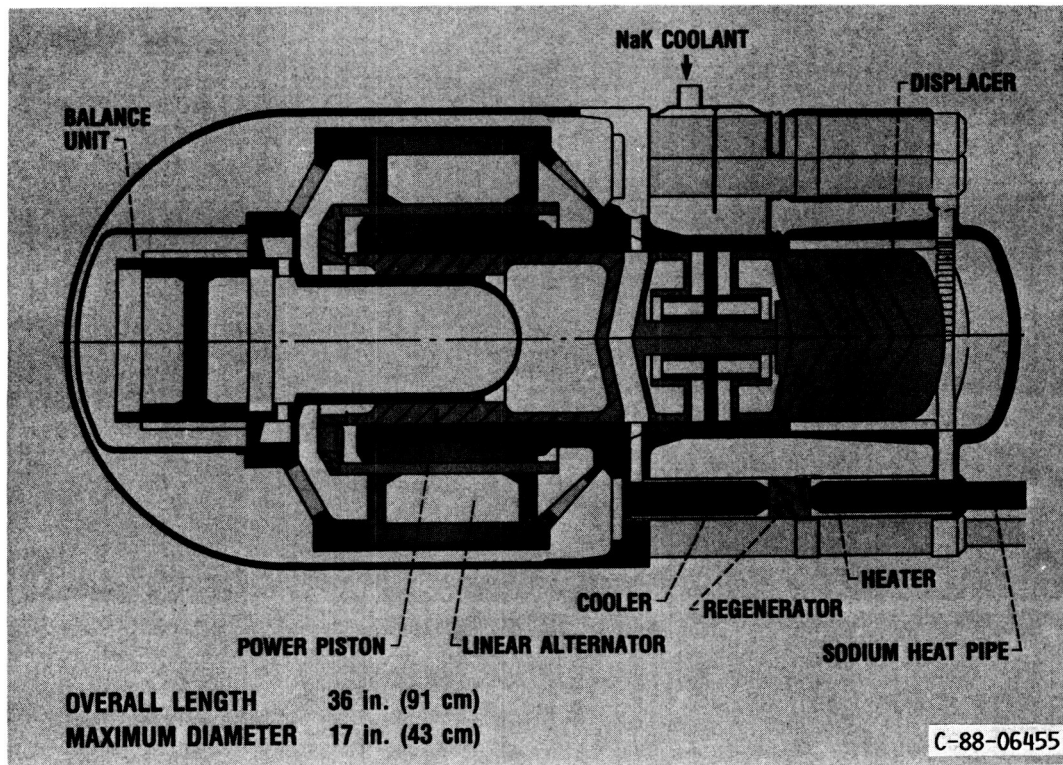 NaK COOLANT
DISPLACER
BALANCE
UNIT
COOLER
REGENERATOR
HEATER
POWER PISTON
LINEAR ALTERNATOR
SODIUM HEAT PIPE
OVERALL LENGTH 36 in. (91 cm)
MAXIMUM DIAMETER 17 in. (43 cm)
C-88-06455